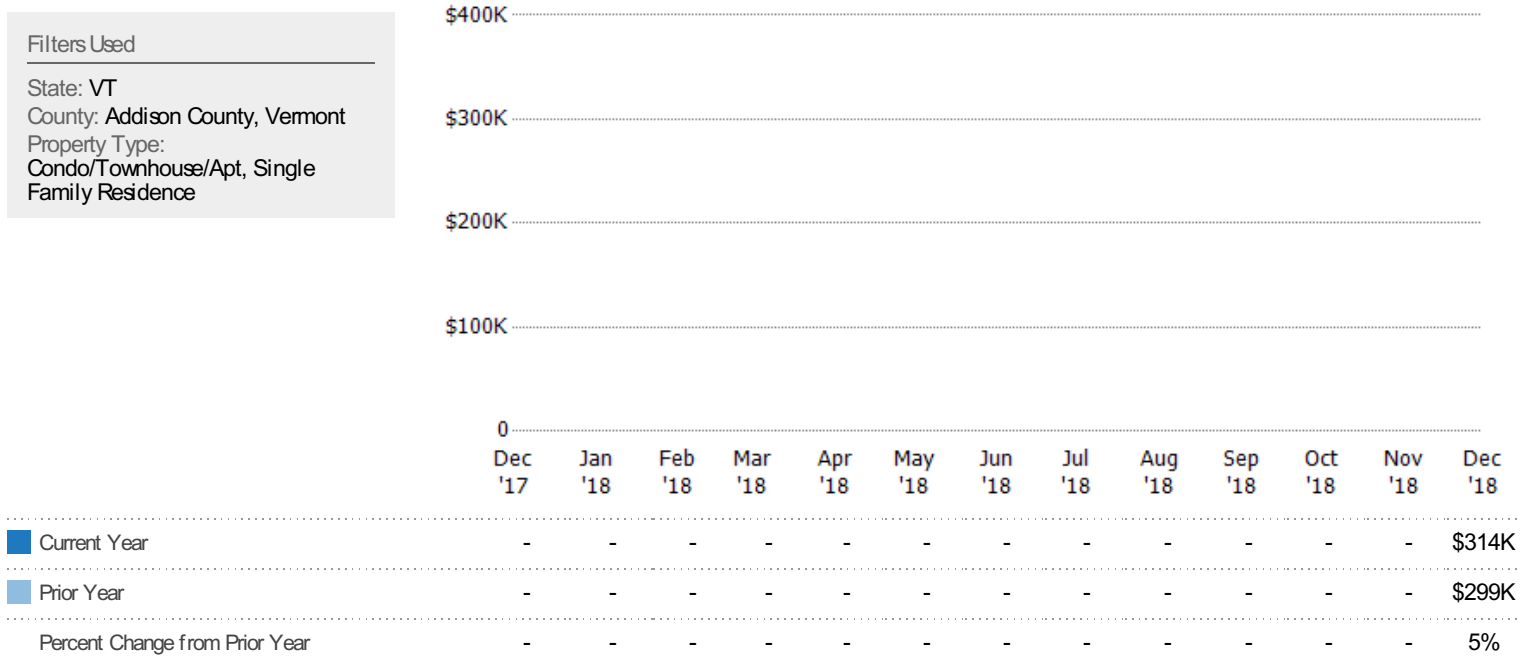 Filters Used
State: VT
County: Addison County, Vermont
Property Type:
Condo/Townhouse/Apt, Single
Family Residence
$400K
$300K
$200K
$100K
0
Dec Jan Feb Mar Apr May Jun Jul Aug Sep Oct Nov Dec
'17 '18 '18 '18 '18 '18 '18 '18 '18 '18 '18 '18 '18
Current Year - - - - - - - - - - - - $314K
Prior Year - - - - - - - - - - - - $299K
Percent Change from Prior Year - - - - - - - - - - - - 5%